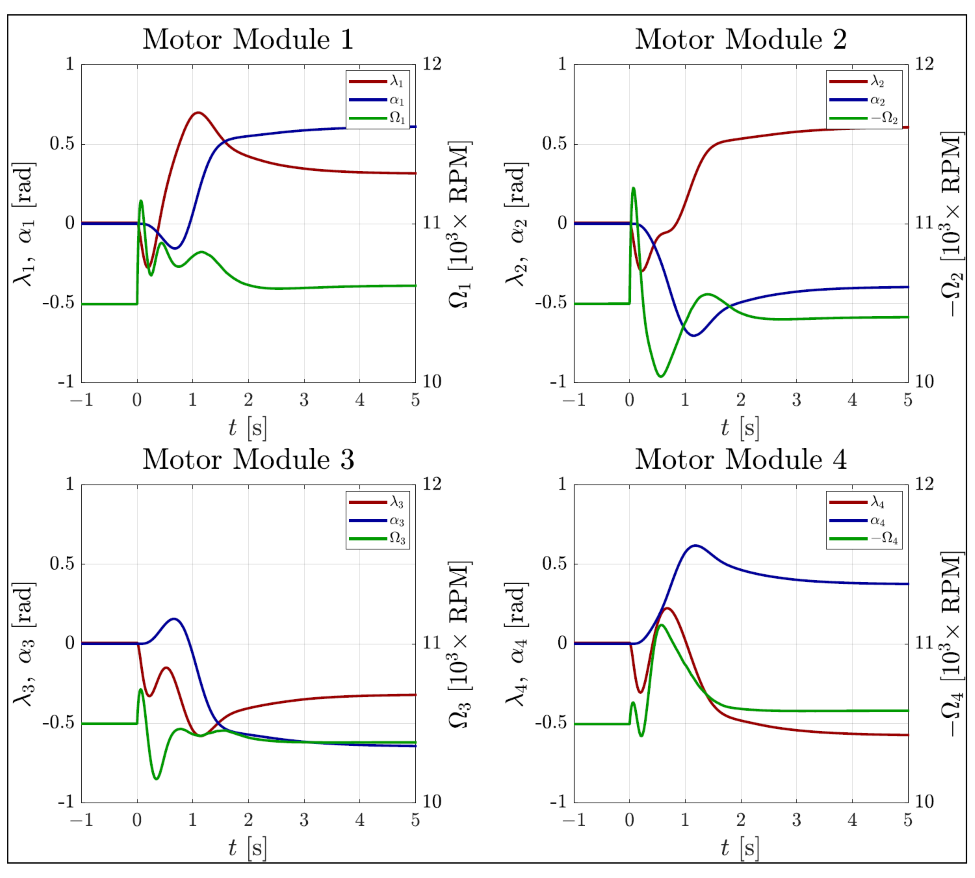 Motor Module 1
1
0.5
0
-0.5
-1
12
11
10
λ₁
α₁
Ω₁
λ₁, α₁ [rad]
Ω₁ [10³× RPM]
−1 0 1 2 3 4 5
t [s]
Motor Module 2
1
0.5
0
-0.5
-1
12
11
10
λ₂
α₂
−Ω₂
λ₂, α₂ [rad]
−Ω₂ [10³× RPM]
−1 0 1 2 3 4 5
t [s]
Motor Module 3
1
0.5
0
-0.5
-1
12
11
10
λ₃
α₃
Ω₃
λ₃, α₃ [rad]
Ω₃ [10³× RPM]
−1 0 1 2 3 4 5
t [s]
Motor Module 4
1
0.5
0
-0.5
-1
12
11
10
λ₄
α₄
−Ω₄
λ₄, α₄ [rad]
−Ω₄ [10³× RPM]
−1 0 1 2 3 4 5
t [s]